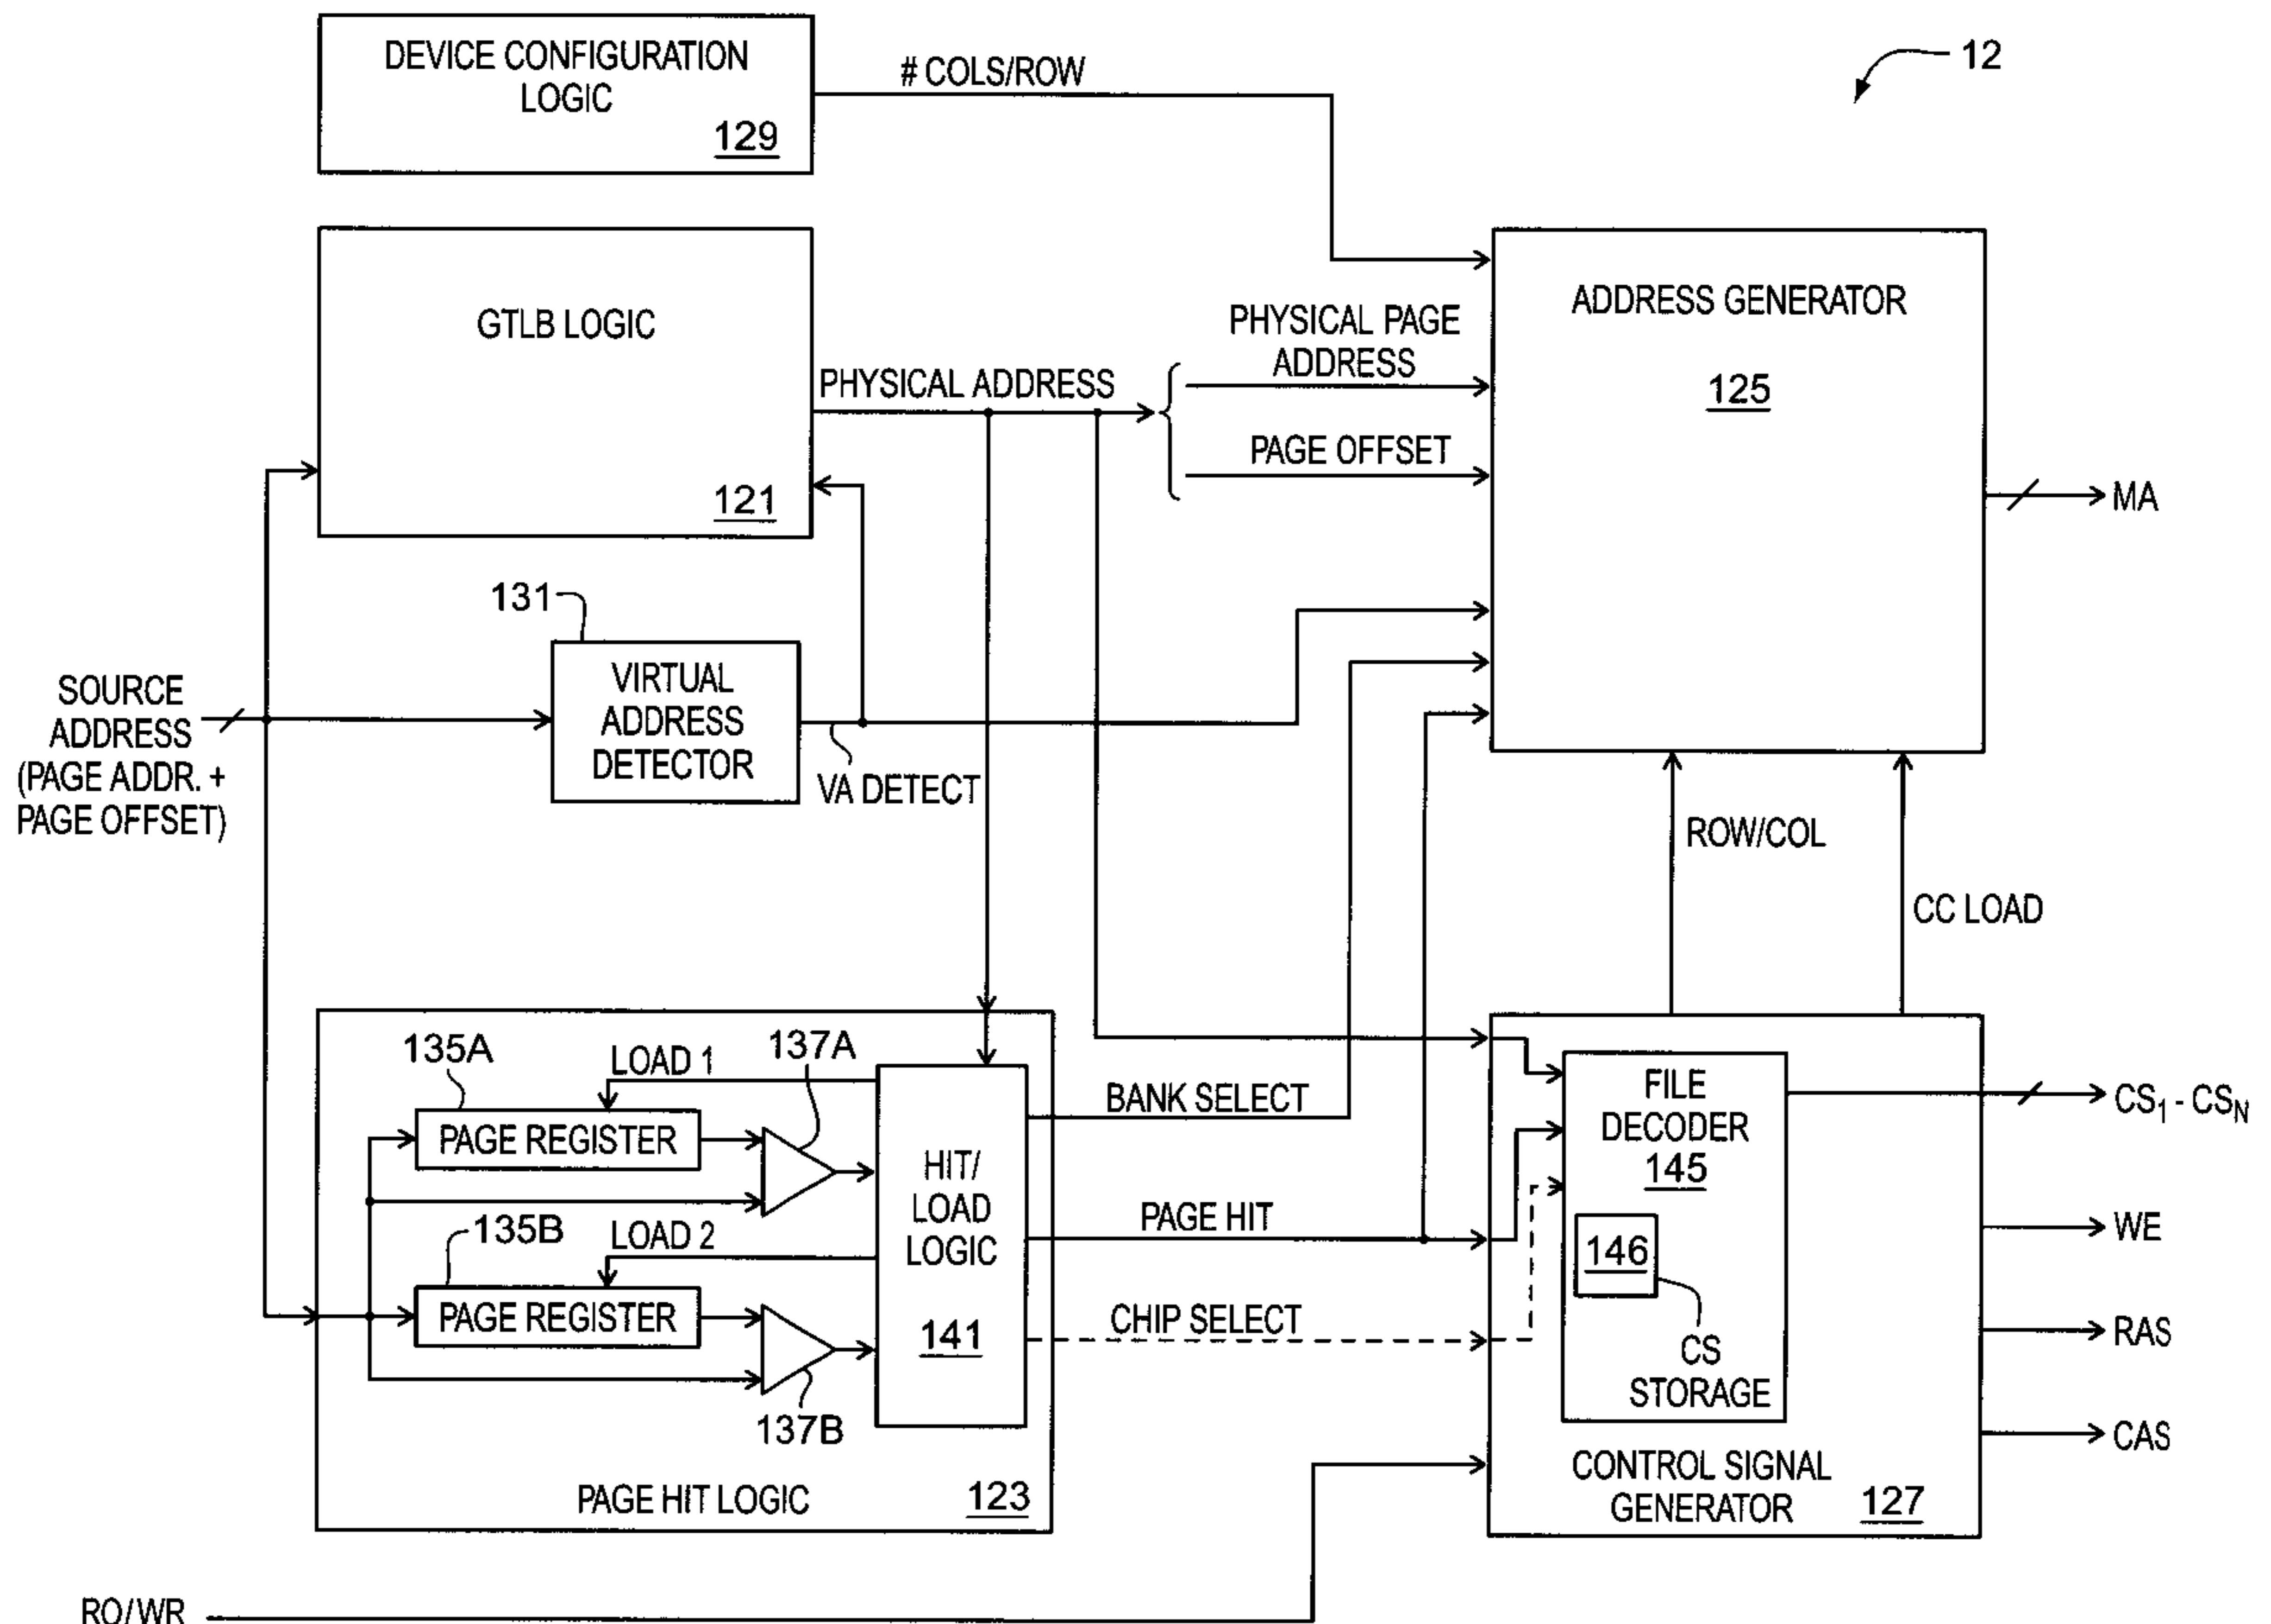 DEVICE CONFIGURATION
LOGIC
129
# COLS/ROW
12
GTLB LOGIC
121
PHYSICAL ADDRESS
PHYSICAL PAGE
ADDRESS
PAGE OFFSET
ADDRESS GENERATOR
125
MA
131
VIRTUAL
ADDRESS
DETECTOR
VA DETECT
SOURCE
ADDRESS
(PAGE ADDR. +
PAGE OFFSET)
ROW/COL
CC LOAD
135A
LOAD 1
137A
PAGE REGISTER
135B
LOAD 2
PAGE REGISTER
137B
HIT/
LOAD
LOGIC
141
PAGE HIT LOGIC
123
BANK SELECT
PAGE HIT
CHIP SELECT
FILE
DECODER
145
146
CS
STORAGE
CONTROL SIGNAL
GENERATOR
127
CS₁ - CSN
WE
RAS
CAS
RO/WR